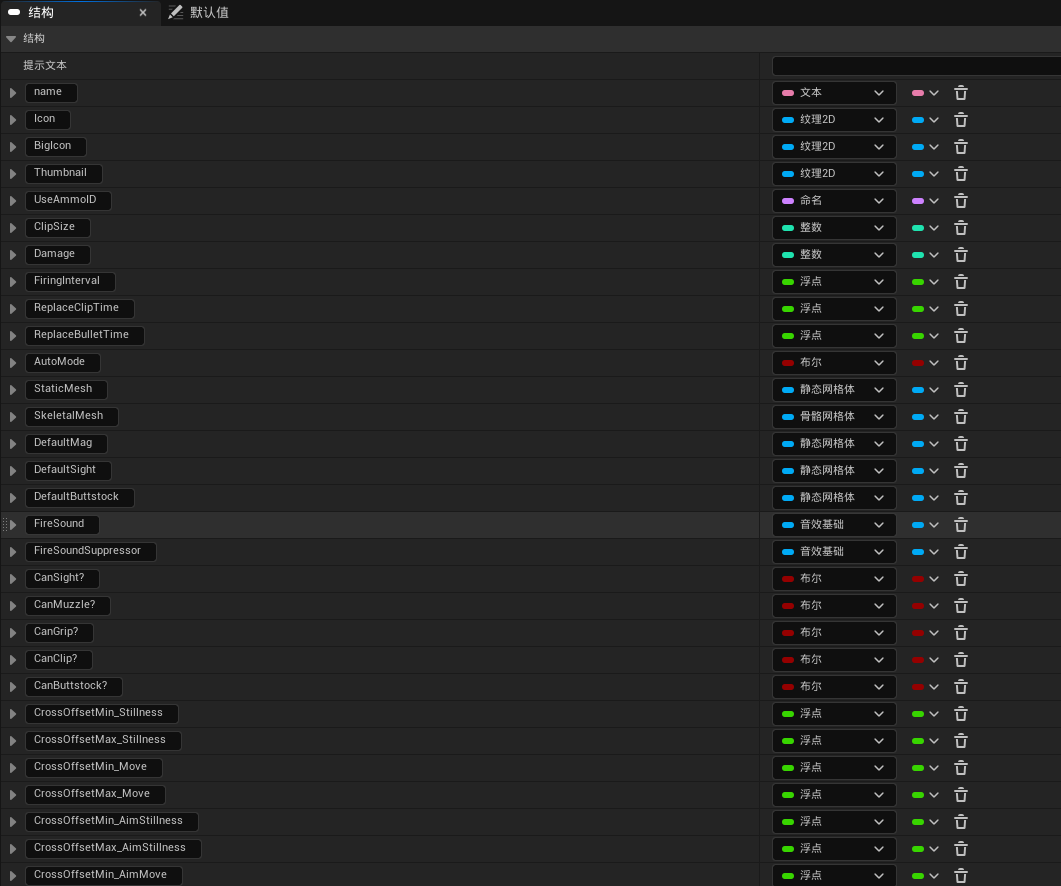 结构 默认值
结构
提示文本
name 文本
Icon 纹理2D
BigIcon 纹理2D
Thumbnail 纹理2D
UseAmmoID 命名
ClipSize 整数
Damage 整数
FiringInterval 浮点
ReplaceClipTime 浮点
ReplaceBulletTime 浮点
AutoMode 布尔
StaticMesh 静态网格体
SkeletalMesh 骨骼网格体
DefaultMag 静态网格体
DefaultSight 静态网格体
DefaultButtstock 静态网格体
FireSound 音效基础
FireSoundSuppressor 音效基础
CanSight? 布尔
CanMuzzle? 布尔
CanGrip? 布尔
CanClip? 布尔
CanButtstock? 布尔
CrossOffsetMin_Stillness 浮点
CrossOffsetMax_Stillness 浮点
CrossOffsetMin_Move 浮点
CrossOffsetMax_Move 浮点
CrossOffsetMin_AimStillness 浮点
CrossOffsetMax_AimStillness 浮点
CrossOffsetMin_AimMove 浮点